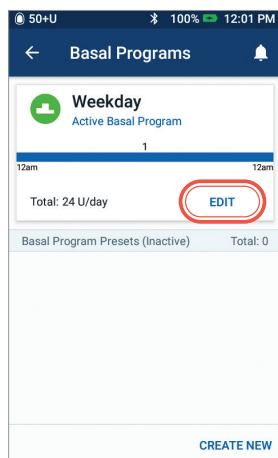 50+U 100% 12:01 PM
Basal Programs
Weekday
Active Basal Program
1
12am 12am
Total: 24 U/day EDIT
Basal Program Presets (Inactive) Total: 0
CREATE NEW